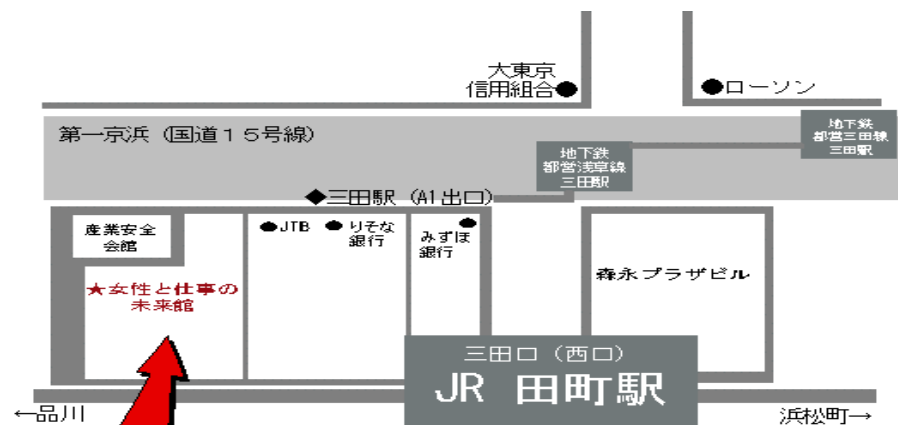 大東京
信用組合●
●ローソン
第一京浜（国道１５号線）
地下鉄
都営三田線
三田駅
地下鉄
都営浅草線
三田駅
◆三田駅（A1出口）
産業安全
会館
●JTB
●りそな
銀行
みずほ
銀行
★女性と仕事の
未来館
森永プラザビル
三田口（西口）
JR 田町駅
←品川
浜松町→